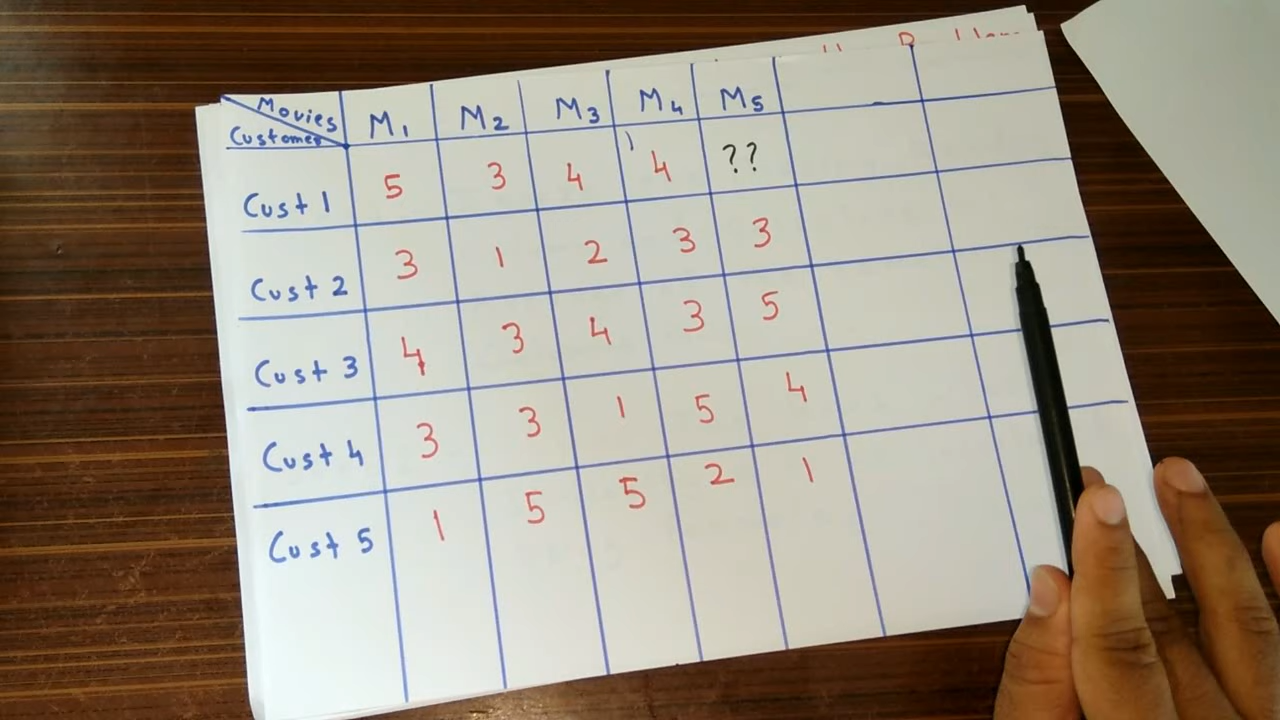 Movies
Customer
M1 M2 M3 M4 M5
Cust 1 5 3 4 4 ??
Cust 2 3 1 2 3 3
Cust 3 4 3 4 3 5
Cust 4 3 3 1 5 4
Cust 5 1 5 5 2 1